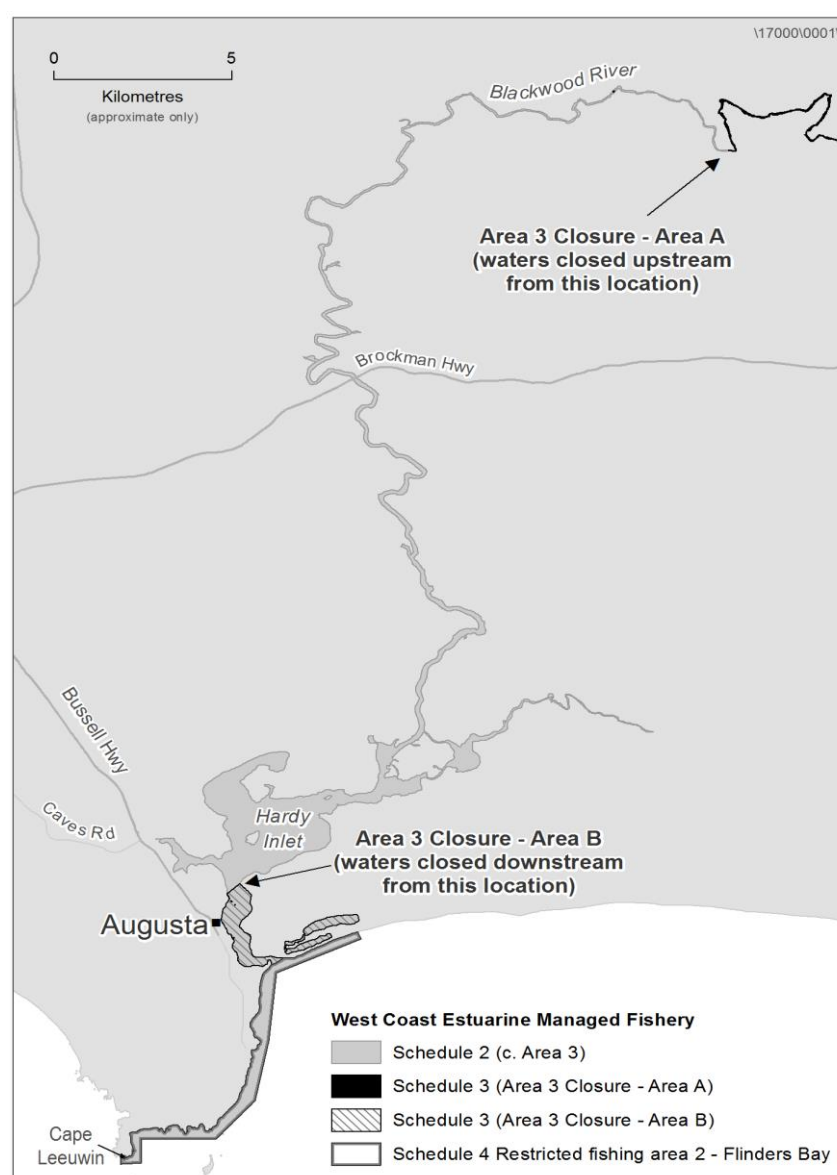 \17000\0001\
0 5
Kilometres
(approximate only)
Blackwood River
Area 3 Closure - Area A
(waters closed upstream
from this location)
Brockman Hwy
Bussell Hwy
Caves Rd
Hardy
Inlet
Area 3 Closure - Area B
(waters closed downstream
from this location)
Augusta
West Coast Estuarine Managed Fishery
Schedule 2 (c. Area 3)
Schedule 3 (Area 3 Closure - Area A)
Schedule 3 (Area 3 Closure - Area B)
Schedule 4 Restricted fishing area 2 - Flinders Bay
Cape
Leeuwin